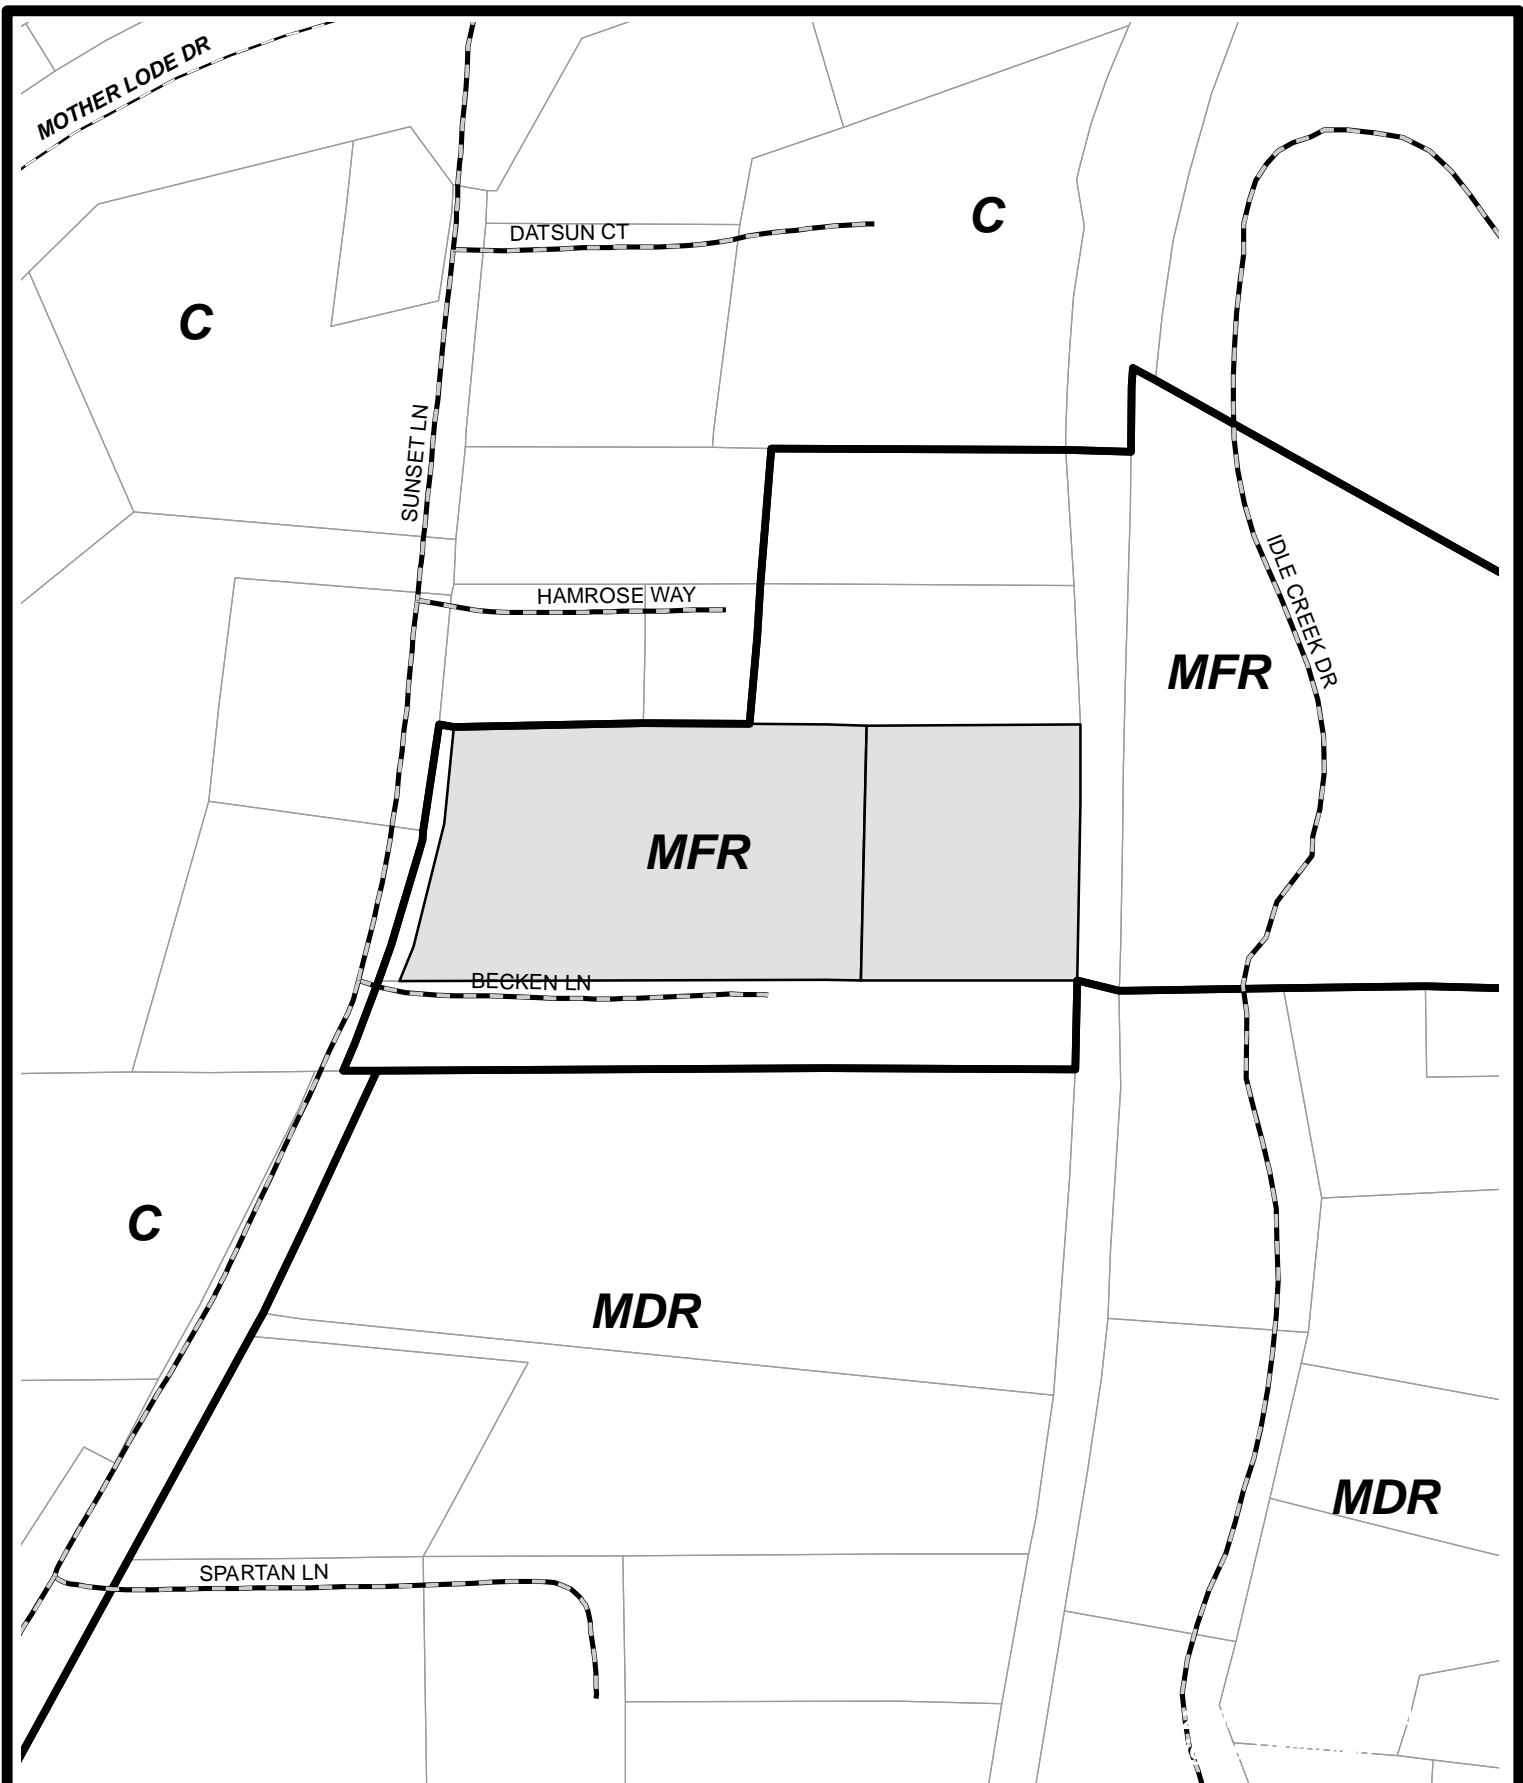 MOTHER LODE DR
DATSUN CT
C
C
SUNSET LN
IDLE CREEK DR
HAMROSE WAY
MFR
MFR
BECKEN LN
C
MDR
MDR
SPARTAN LN